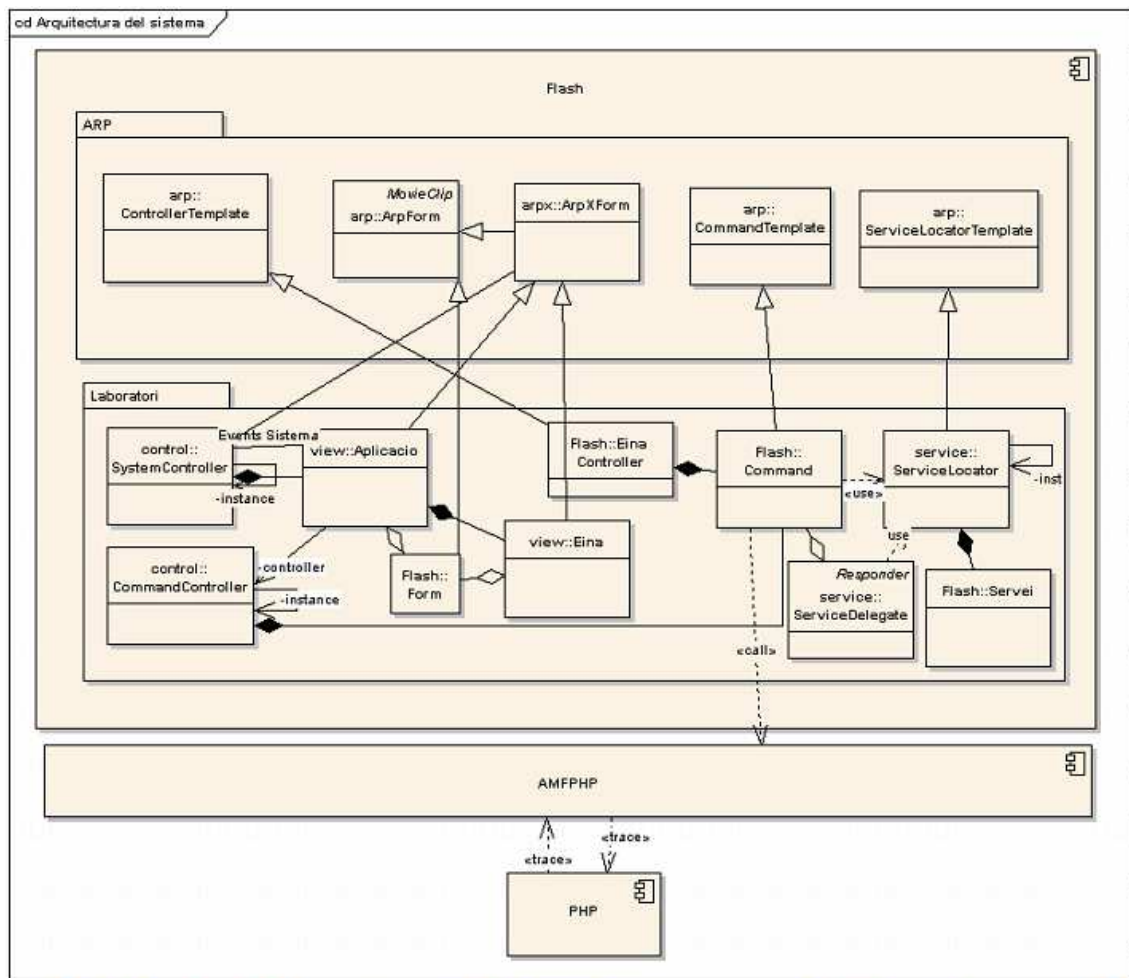 cd Arquitectura del sistema
Flash
ARP
arp::
ControllerTemplate
MovieClip
arp::ArpForm
arpx::ArpXForm
arp::
CommandTemplate
arp::
ServiceLocatorTemplate
Laboratori
control::
SystemController
Events Sistema
-instance
view::Aplicacio
Flash::Eina
Controller
Flash::
Command
service::
ServiceLocator
-inst
«use»
use
control::
CommandController
-controller
-instance
Flash::
Form
view::Eina
Responder
service::
ServiceDelegate
Flash::Servei
«call»
AMFPHP
«trace»
«trace»
PHP